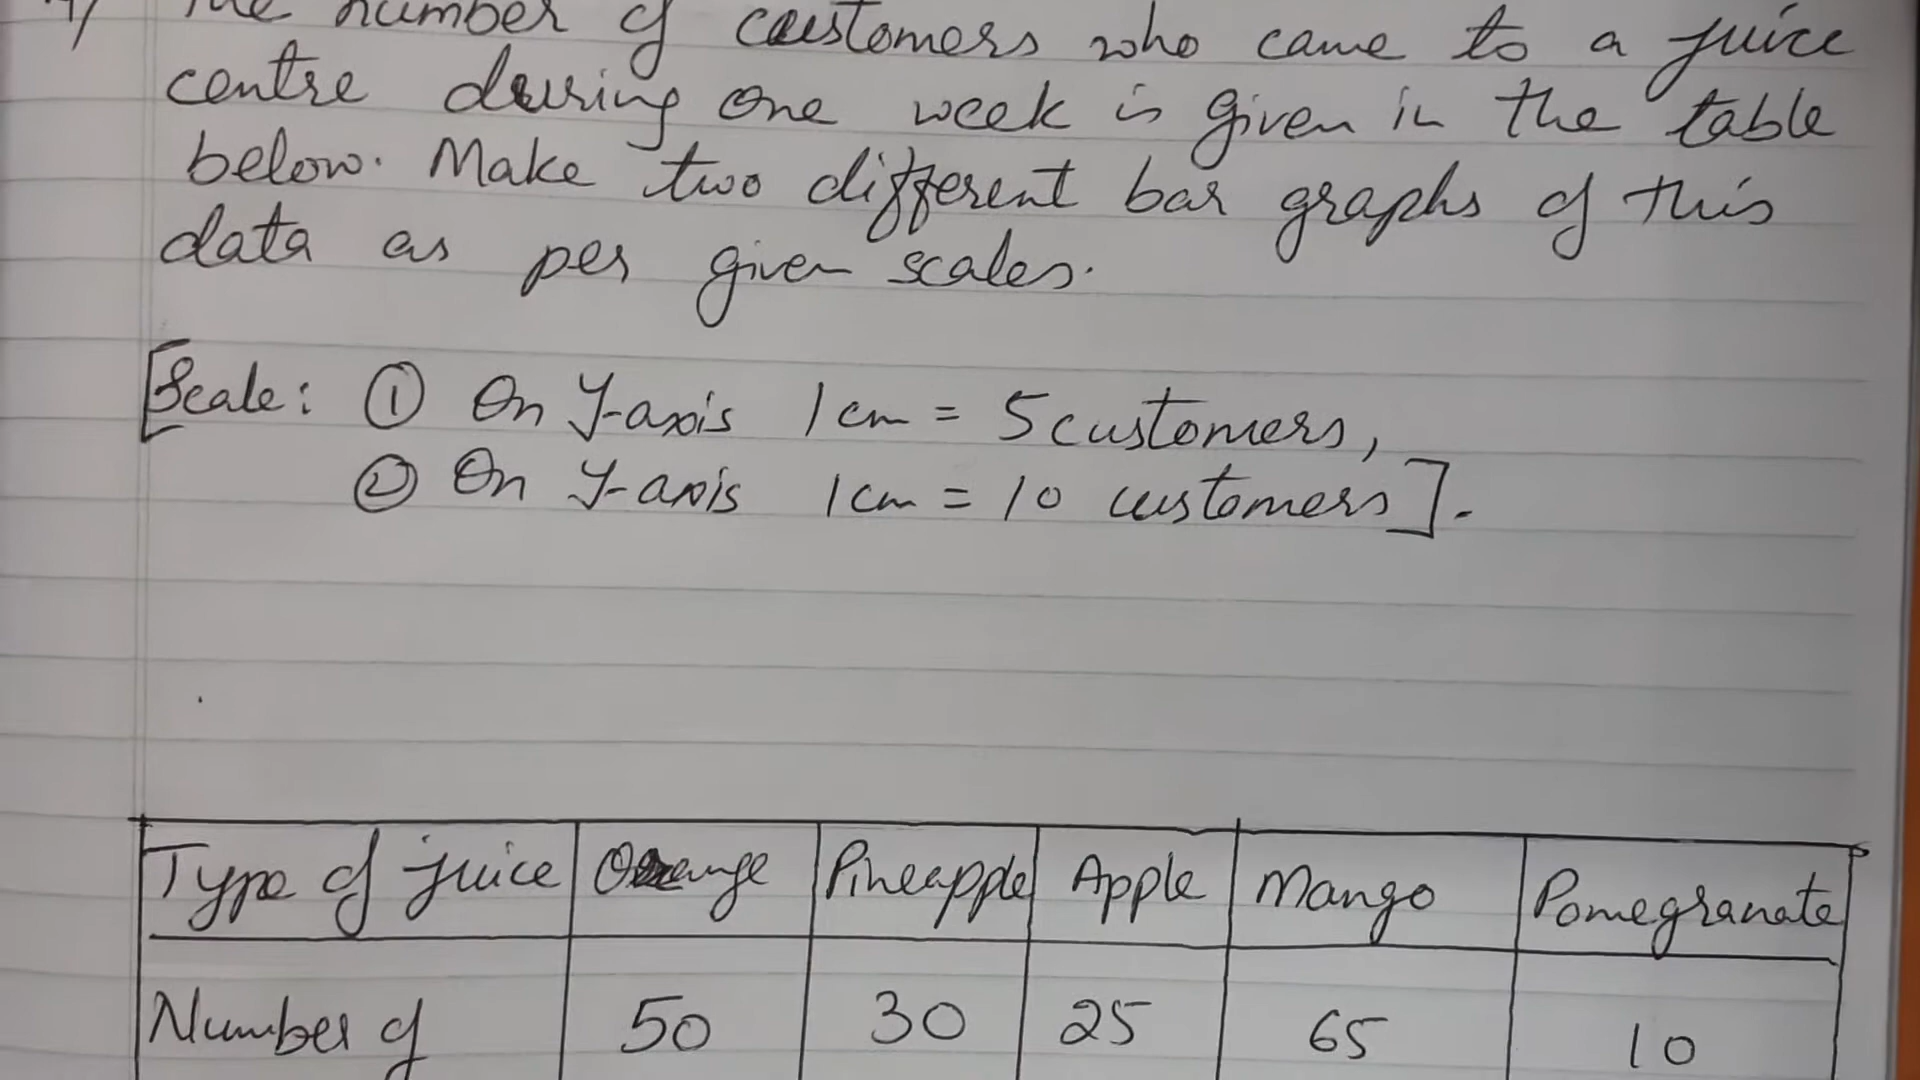 The number of customers who came to a juice
centre during one week is given in the table
below. Make two different bar graphs of this
data as per given scales.
[Scale: ① On Y-axis 1 cm = 5 customers,
② On Y-axis 1 cm = 10 customers].
Type of juice Orange Pineapple Apple Mango Pomegranate
Number of 50 30 25 65 10